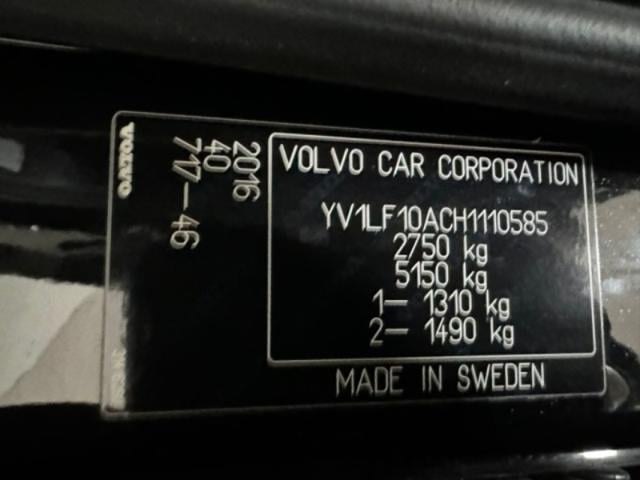 VOLVO
2016
40
717-46
VOLVO CAR CORPORATION
YV1LF10ACH1110585
2750 kg
5150 kg
1- 1310 kg
2- 1490 kg
MADE IN SWEDEN